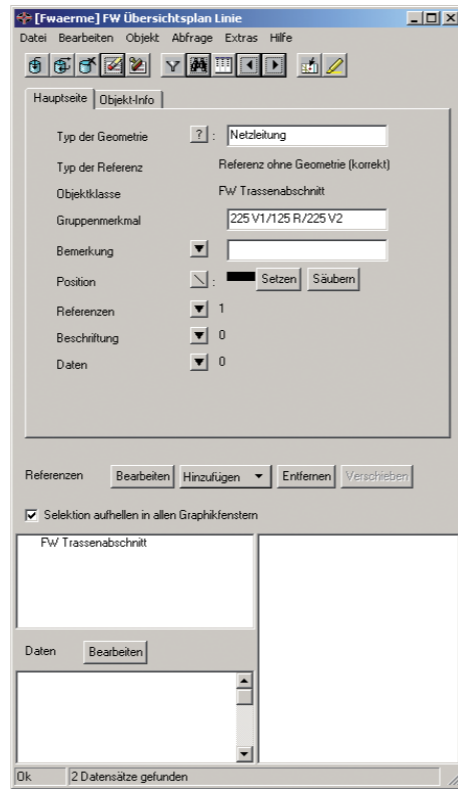 [Fwaerme] FW Übersichtsplan Linie
Datei Bearbeiten Objekt Abfrage Extras Hilfe
Hauptseite Objekt-Info
Typ der Geometrie ? : Netzleitung
Typ der Referenz Referenz ohne Geometrie (korrekt)
Objektklasse FW Trassenabschnitt
Gruppenmerkmal 225 V1/125 R/225 V2
Bemerkung
Position : Setzen Säubern
Referenzen 1
Beschriftung 0
Daten 0
Referenzen Bearbeiten Hinzufügen Entfernen Verschieben
Selektion aufhellen in allen Graphikfenstern
FW Trassenabschnitt
Daten Bearbeiten
Ok 2 Datensätze gefunden